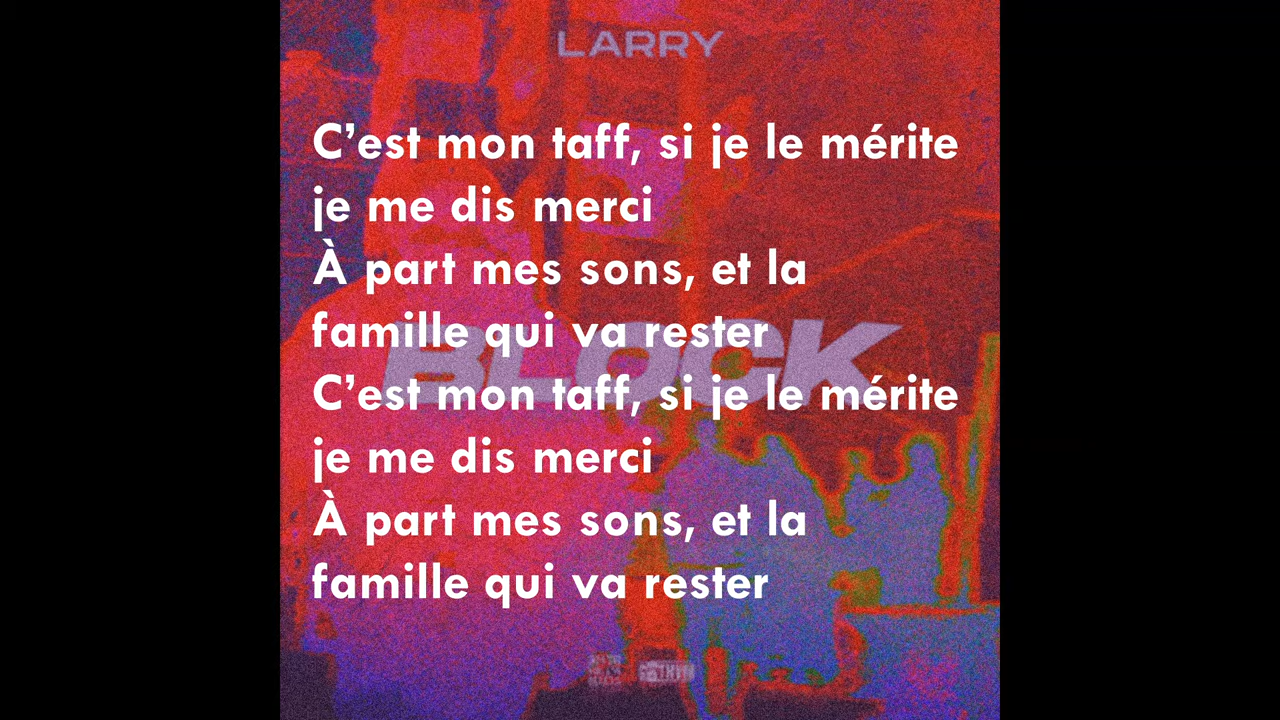 LARRY
C’est mon taff, si je le mérite
je me dis merci
À part mes sons, et la
famille qui va rester
BLOCK
C’est mon taff, si je le mérite
je me dis merci
À part mes sons, et la
famille qui va rester